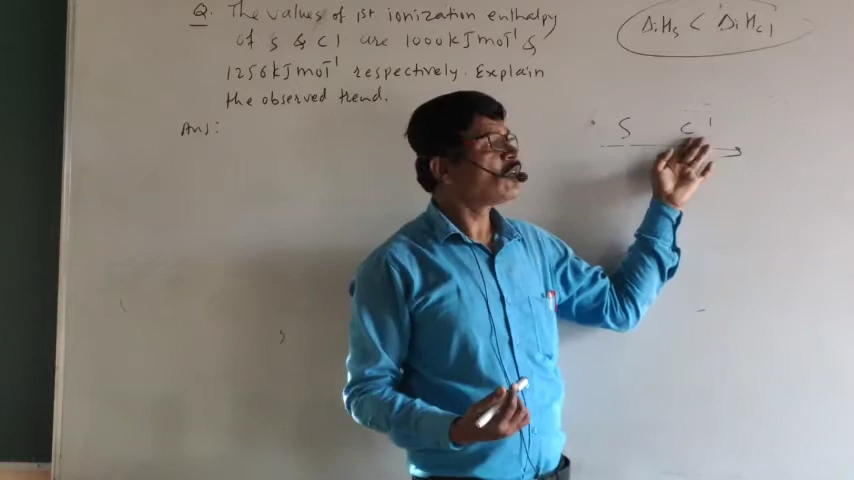 Q. The values of 1st ionization enthalpy
of S & Cl are 1000 kJ mol⁻¹ &
1256 kJ mol⁻¹ respectively. Explain
the observed trend.
Ans:
ΔiHS < ΔiHCl
S Cl